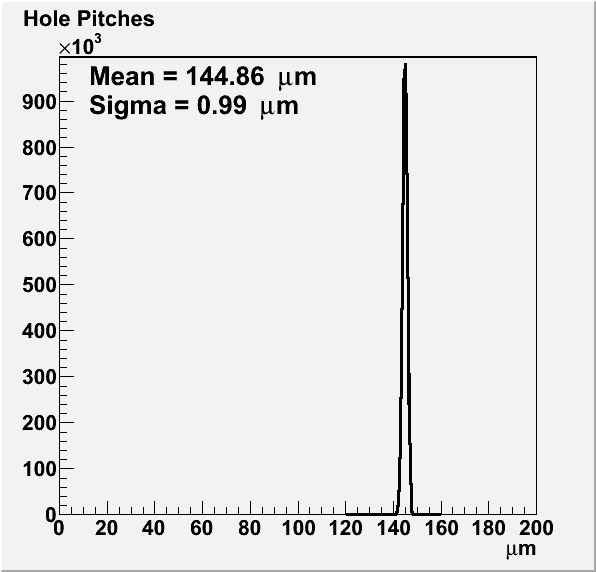 Hole Pitches
×10³
Mean = 144.86 μm
Sigma = 0.99 μm
900
800
700
600
500
400
300
200
100
0
0 20 40 60 80 100 120 140 160 180 200
μm